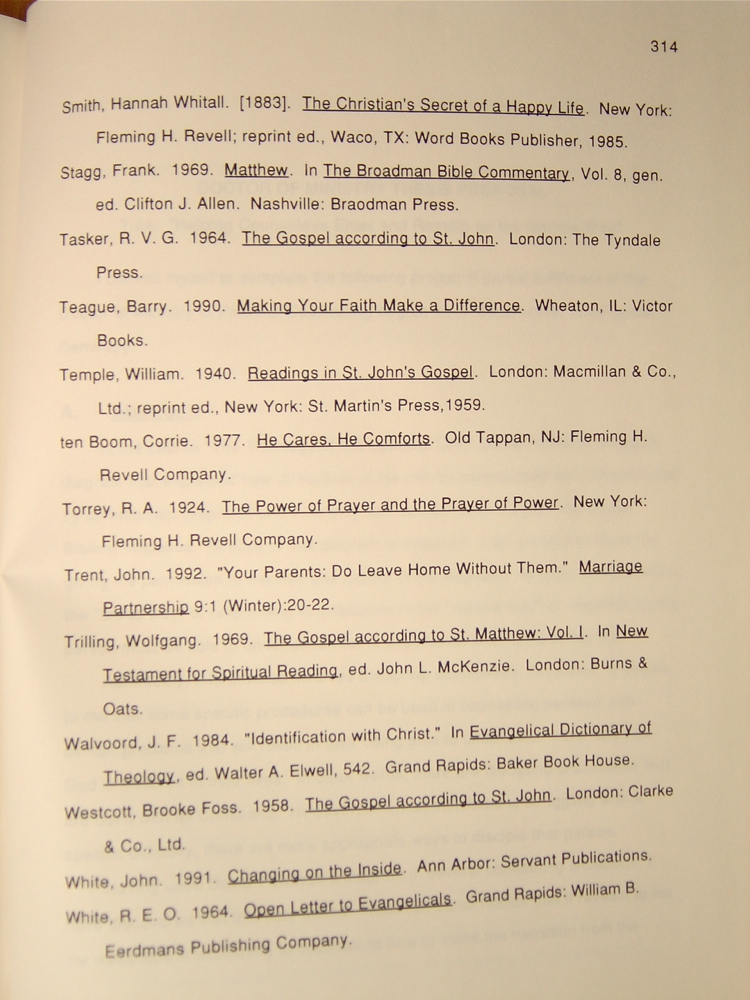 314
Smith, Hannah Whitall. [1883]. The Christian's Secret of a Happy Life. New York:
Fleming H. Revell; reprint ed., Waco, TX: Word Books Publisher, 1985.
Stagg, Frank. 1969. Matthew. In The Broadman Bible Commentary, Vol. 8, gen.
ed. Clifton J. Allen. Nashville: Braodman Press.
Tasker, R. V. G. 1964. The Gospel according to St. John. London: The Tyndale
Press.
Teague, Barry. 1990. Making Your Faith Make a Difference. Wheaton, IL: Victor
Books.
Temple, William. 1940. Readings in St. John's Gospel. London: Macmillan & Co.,
Ltd.; reprint ed., New York: St. Martin's Press,1959.
ten Boom, Corrie. 1977. He Cares, He Comforts. Old Tappan, NJ: Fleming H.
Revell Company.
Torrey, R. A. 1924. The Power of Prayer and the Prayer of Power. New York:
Fleming H. Revell Company.
Trent, John. 1992. "Your Parents: Do Leave Home Without Them." Marriage
Partnership 9:1 (Winter):20-22.
Trilling, Wolfgang. 1969. The Gospel according to St. Matthew: Vol. I. In New
Testament for Spiritual Reading, ed. John L. McKenzie. London: Burns &
Oats.
Walvoord, J. F. 1984. "Identification with Christ." In Evangelical Dictionary of
Theology, ed. Walter A. Elwell, 542. Grand Rapids: Baker Book House.
Westcott, Brooke Foss. 1958. The Gospel according to St. John. London: Clarke
& Co., Ltd.
White, John. 1991. Changing on the Inside. Ann Arbor: Servant Publications.
White, R. E. O. 1964. Open Letter to Evangelicals. Grand Rapids: William B.
Eerdmans Publishing Company.